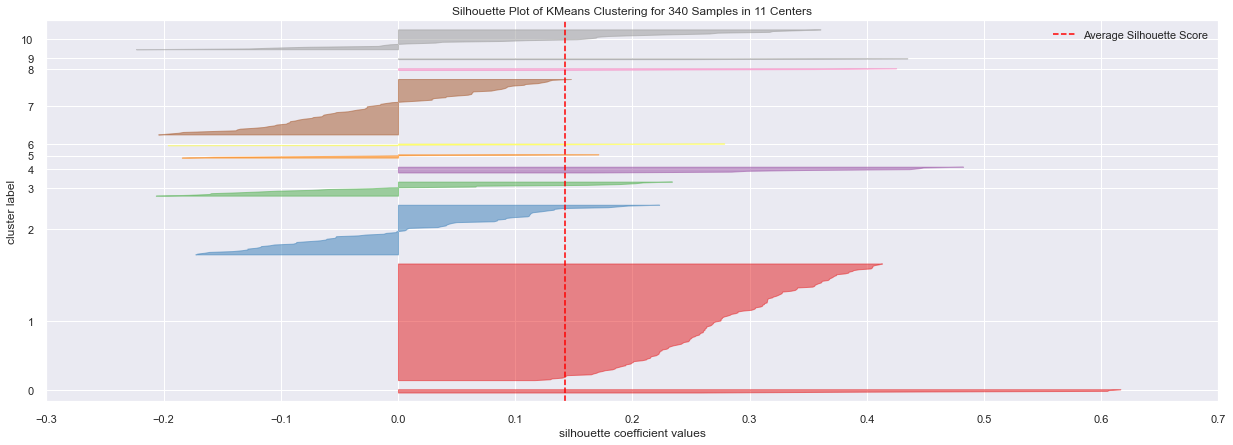 Silhouette Plot of KMeans Clustering for 340 Samples in 11 Centers
Average Silhouette Score
cluster label
10
9
8
7
6
5
4
3
2
1
0
−0.3 −0.2 −0.1 0.0 0.1 0.2 0.3 0.4 0.5 0.6 0.7
silhouette coefficient values